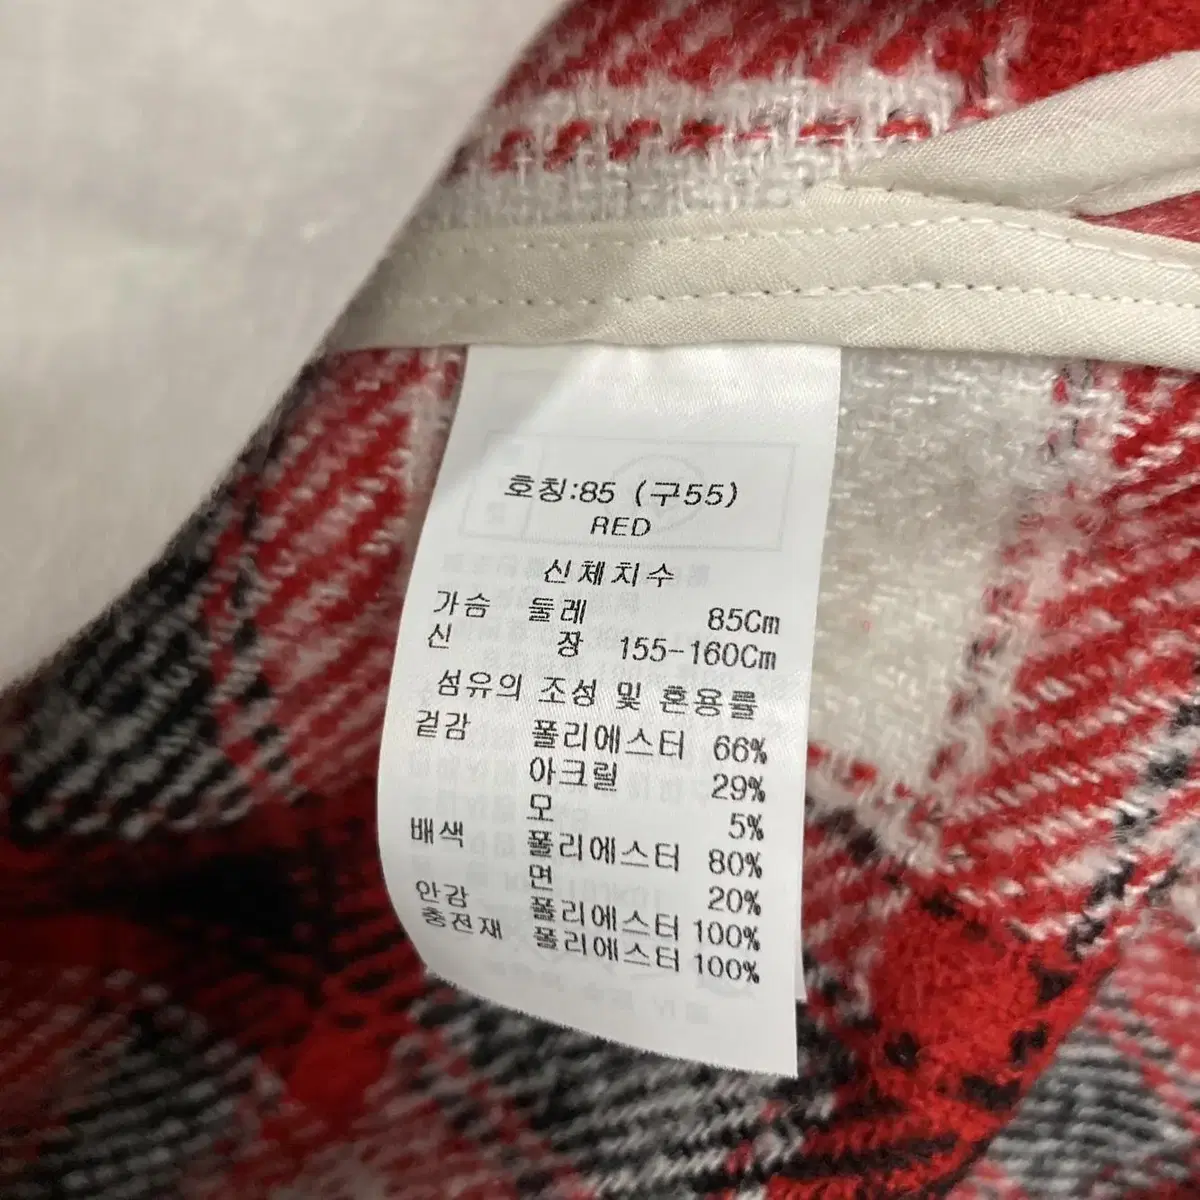 호칭:85 (구55)
RED
신체치수
가슴 둘레 85Cm
신 장 155-160Cm
섬유의 조성 및 혼용률
겉감 폴리에스터 66%
아크릴 29%
모 5%
배색 폴리에스터 80%
면 20%
안감 폴리에스터 100%
충전재 폴리에스터 100%